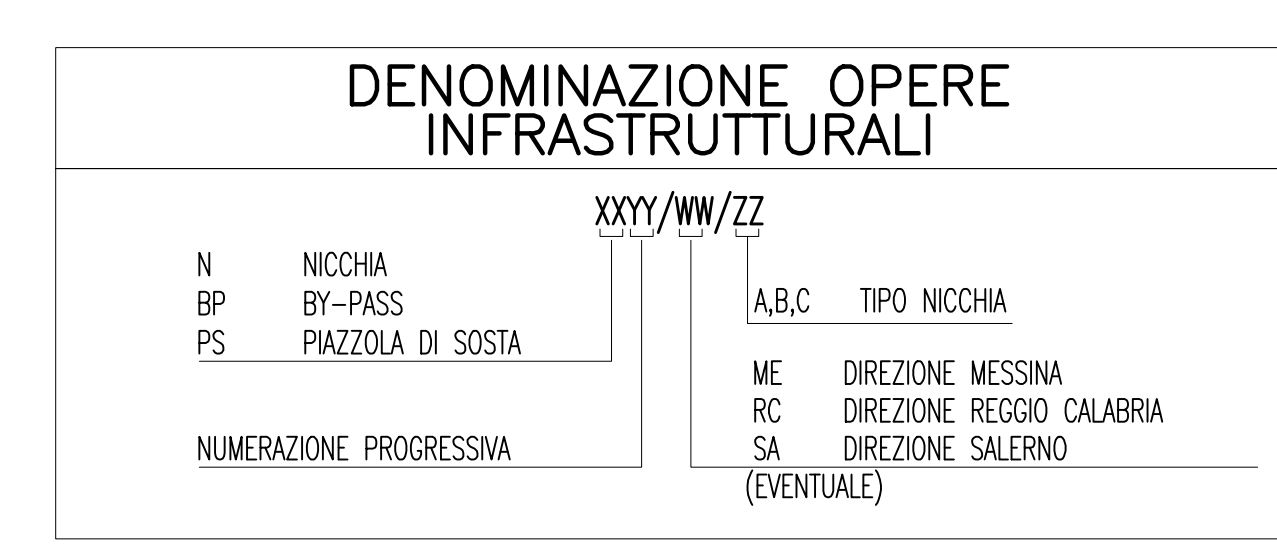 DENOMINAZIONE OPERE
INFRASTRUTTURALI
XXYY/WW/ZZ
N NICCHIA
BP BY-PASS
PS PIAZZOLA DI SOSTA
NUMERAZIONE PROGRESSIVA
A,B,C TIPO NICCHIA
ME DIREZIONE MESSINA
RC DIREZIONE REGGIO CALABRIA
SA DIREZIONE SALERNO
(EVENTUALE)